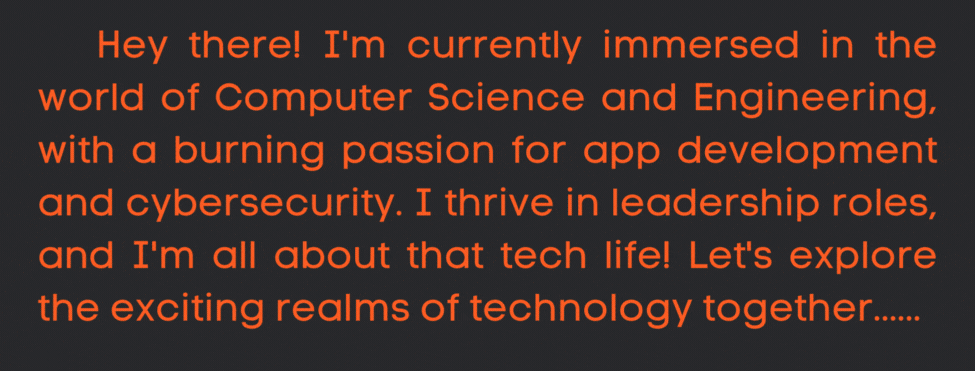 Hey there! I'm currently immersed in the
world of Computer Science and Engineering,
with a burning passion for app development
and cybersecurity. I thrive in leadership roles,
and I'm all about that tech life! Let's explore
the exciting realms of technology together......